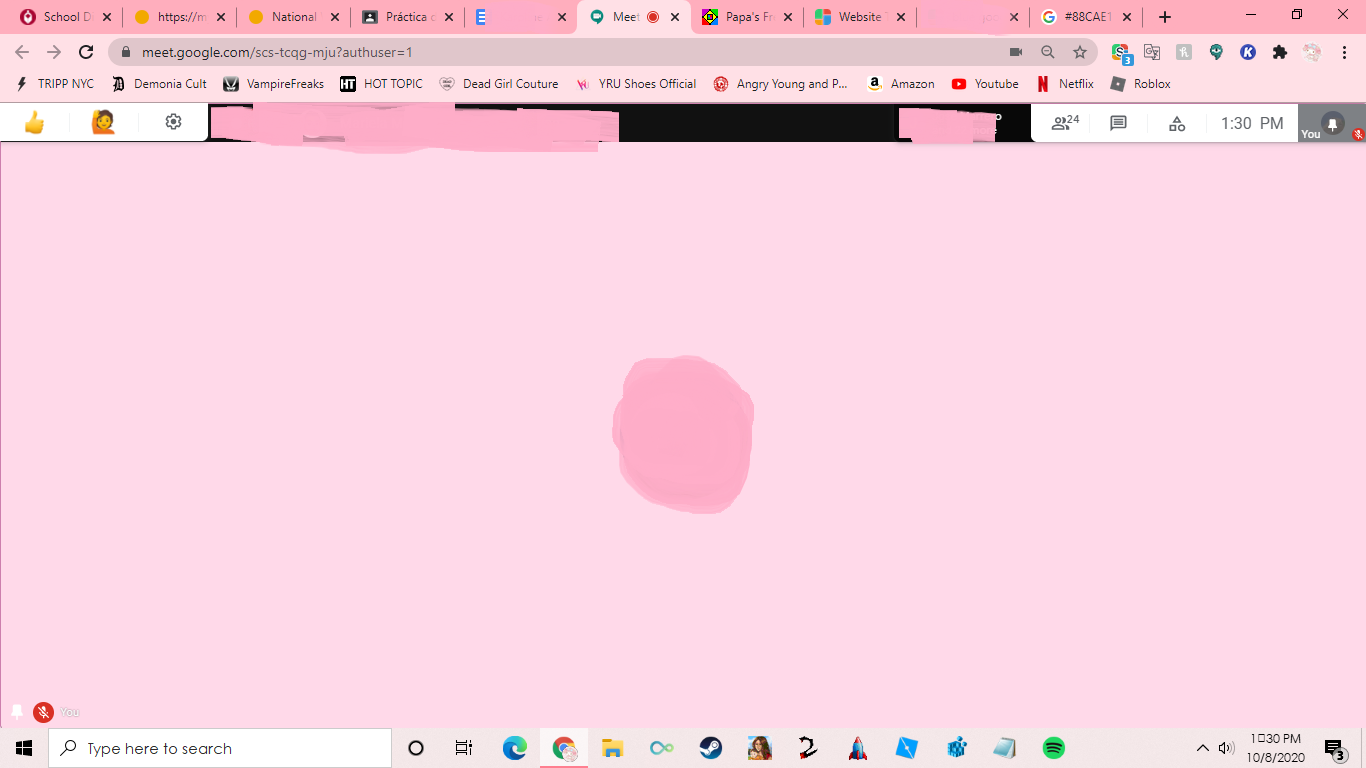 School D
https://m
National
Práctica c
Meet
Papa's Fr
Website
#88CAE1
meet.google.com/scs-tcqg-mju?authuser=1
3
TRIPP NYC
Demonia Cult
VampireFreaks
HOT TOPIC
Dead Girl Couture
YRU Shoes Official
Angry Young and P...
Amazon
Youtube
Netflix
Roblox
24
1:30 PM
You
You
Type here to search
1:30 PM
10/8/2020
3